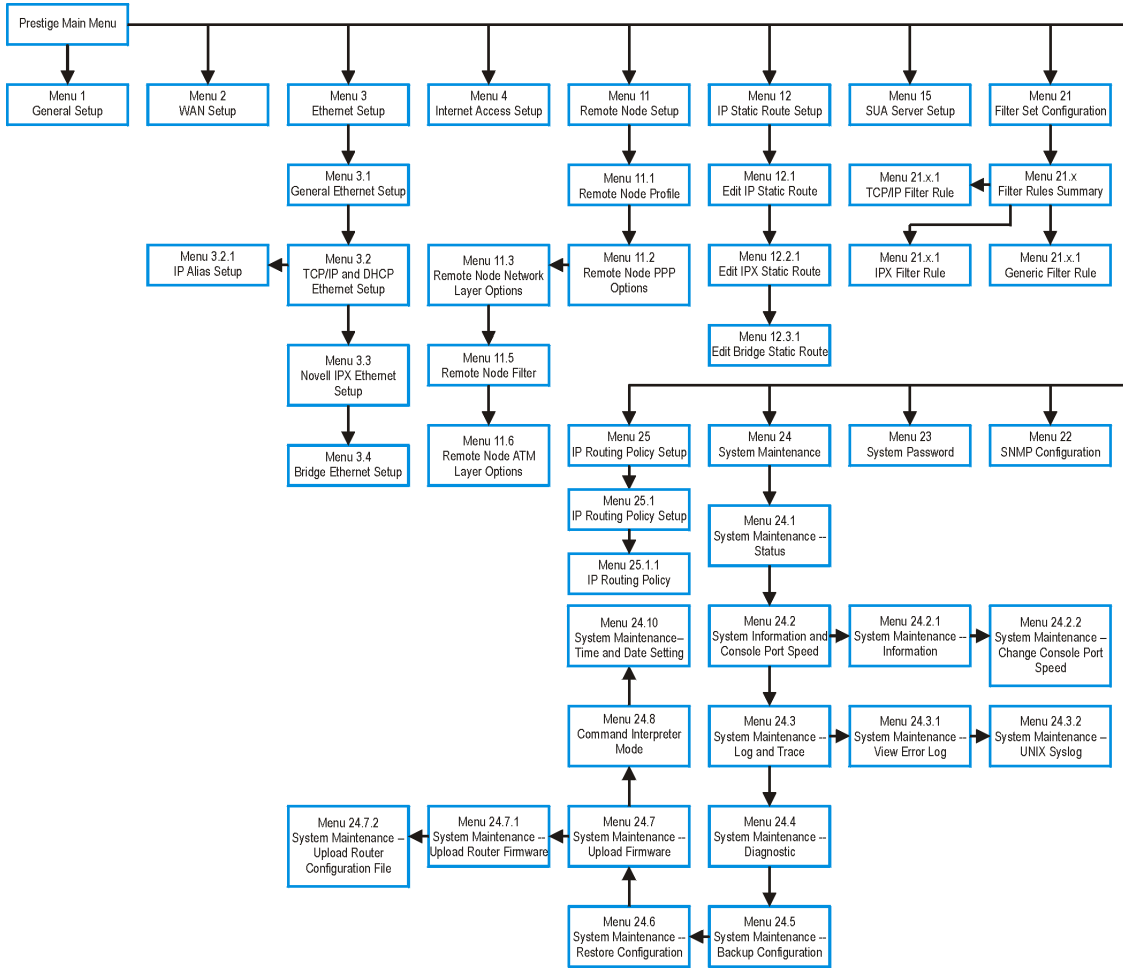 Prestige Main Menu
Menu 1
General Setup
Menu 2
WAN Setup
Menu 3
Ethernet Setup
Menu 4
Internet Access Setup
Menu 11
Remote Node Setup
Menu 12
IP Static Route Setup
Menu 15
SUA Server Setup
Menu 21
Filter Set Configuration
Menu 3.1
General Ethernet Setup
Menu 11.1
Remote Node Profile
Menu 12.1
Edit IP Static Route
Menu 21.x.1
TCP/IP Filter Rule
Menu 21.x
Filter Rules Summary
Menu 3.2.1
IP Alias Setup
Menu 3.2
TCP/IP and DHCP
Ethernet Setup
Menu 11.3
Remote Node Network
Layer Options
Menu 11.2
Remote Node PPP
Options
Menu 12.2.1
Edit IPX Static Route
Menu 21.x.1
IPX Filter Rule
Menu 21.x.1
Generic Filter Rule
Menu 12.3.1
Edit Bridge Static Route
Menu 3.3
Novell IPX Ethernet
Setup
Menu 11.5
Remote Node Filter
Menu 3.4
Bridge Ethernet Setup
Menu 11.6
Remote Node ATM
Layer Options
Menu 25
IP Routing Policy Setup
Menu 24
System Maintenance
Menu 23
System Password
Menu 22
SNMP Configuration
Menu 25.1
IP Routing Policy Setup
Menu 24.1
System Maintenance --
Status
Menu 25.1.1
IP Routing Policy
Menu 24.10
System Maintenance--
Time and Date Setting
Menu 24.2
System Information and
Console Port Speed
Menu 24.2.1
System Maintenance --
Information
Menu 24.2.2
System Maintenance --
Change Console Port
Speed
Menu 24.8
Command Interpreter
Mode
Menu 24.3
System Maintenance --
Log and Trace
Menu 24.3.1
System Maintenance --
View Error Log
Menu 24.3.2
System Maintenance --
UNIX Syslog
Menu 24.7.2
System Maintenance --
Upload Router
Configuration File
Menu 24.7.1
System Maintenance --
Upload Router Firmware
Menu 24.7
System Maintenance --
Upload Firmware
Menu 24.4
System Maintenance --
Diagnostic
Menu 24.6
System Maintenance --
Restore Configuration
Menu 24.5
System Maintenance --
Backup Configuration